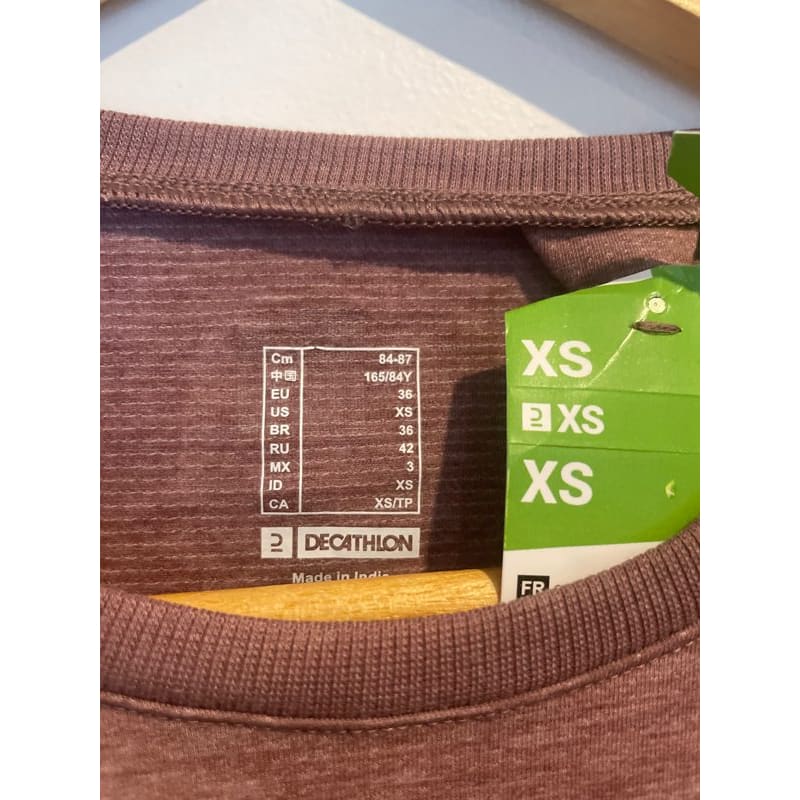 Cm 84-87
中国 165/84Y
EU 36
US XS
BR 36
RU 42
MX 3
ID XS
CA XS/TP
DECATHLON
Made in India
XS
XS
XS
FR